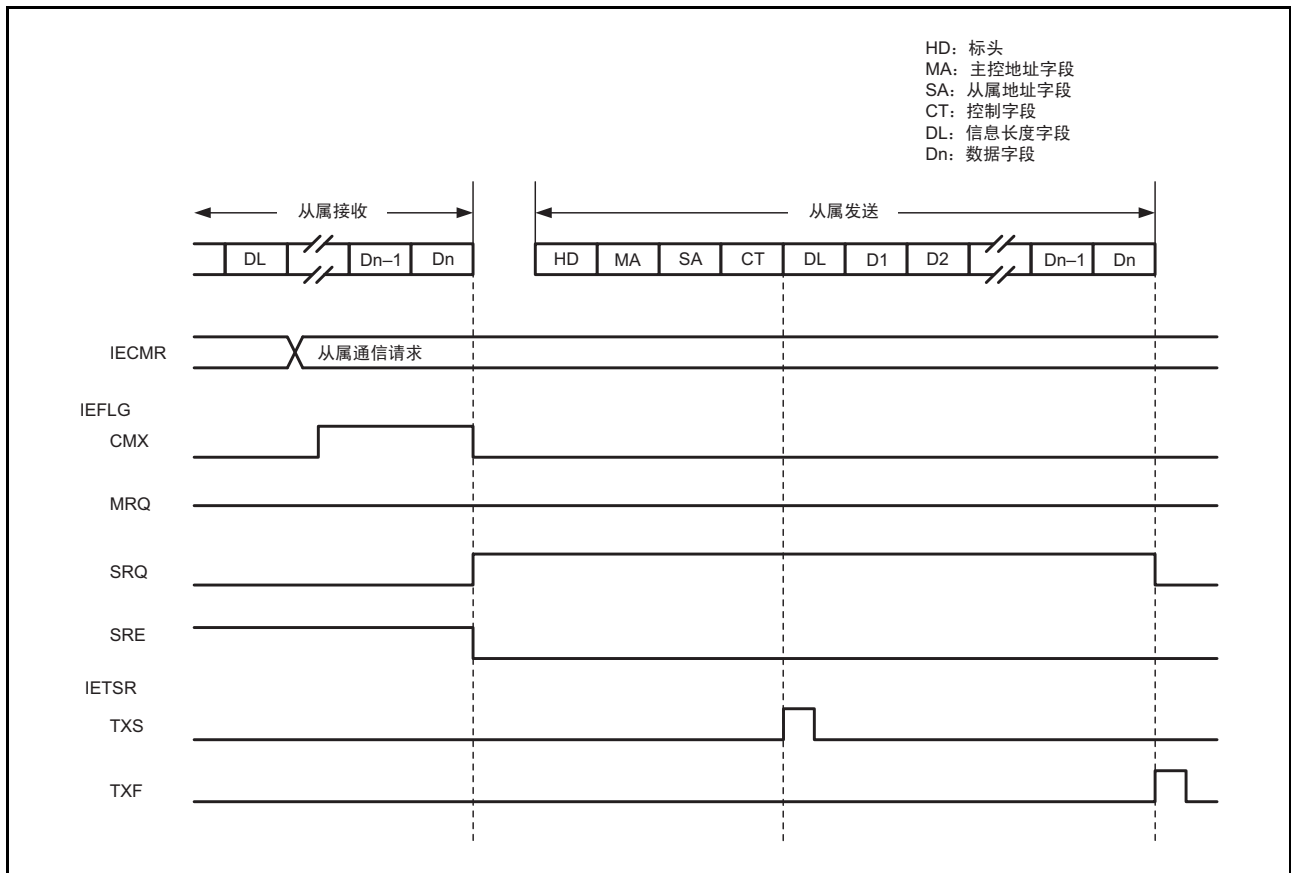 HD：标头
MA：主控地址字段
SA：从属地址字段
CT：控制字段
DL：信息长度字段
Dn：数据字段
从属接收
从属发送
DL Dn–1 Dn HD MA SA CT DL D1 D2 Dn–1 Dn
IECMR 从属通信请求
IEFLG
CMX
MRQ
SRQ
SRE
IETSR
TXS
TXF